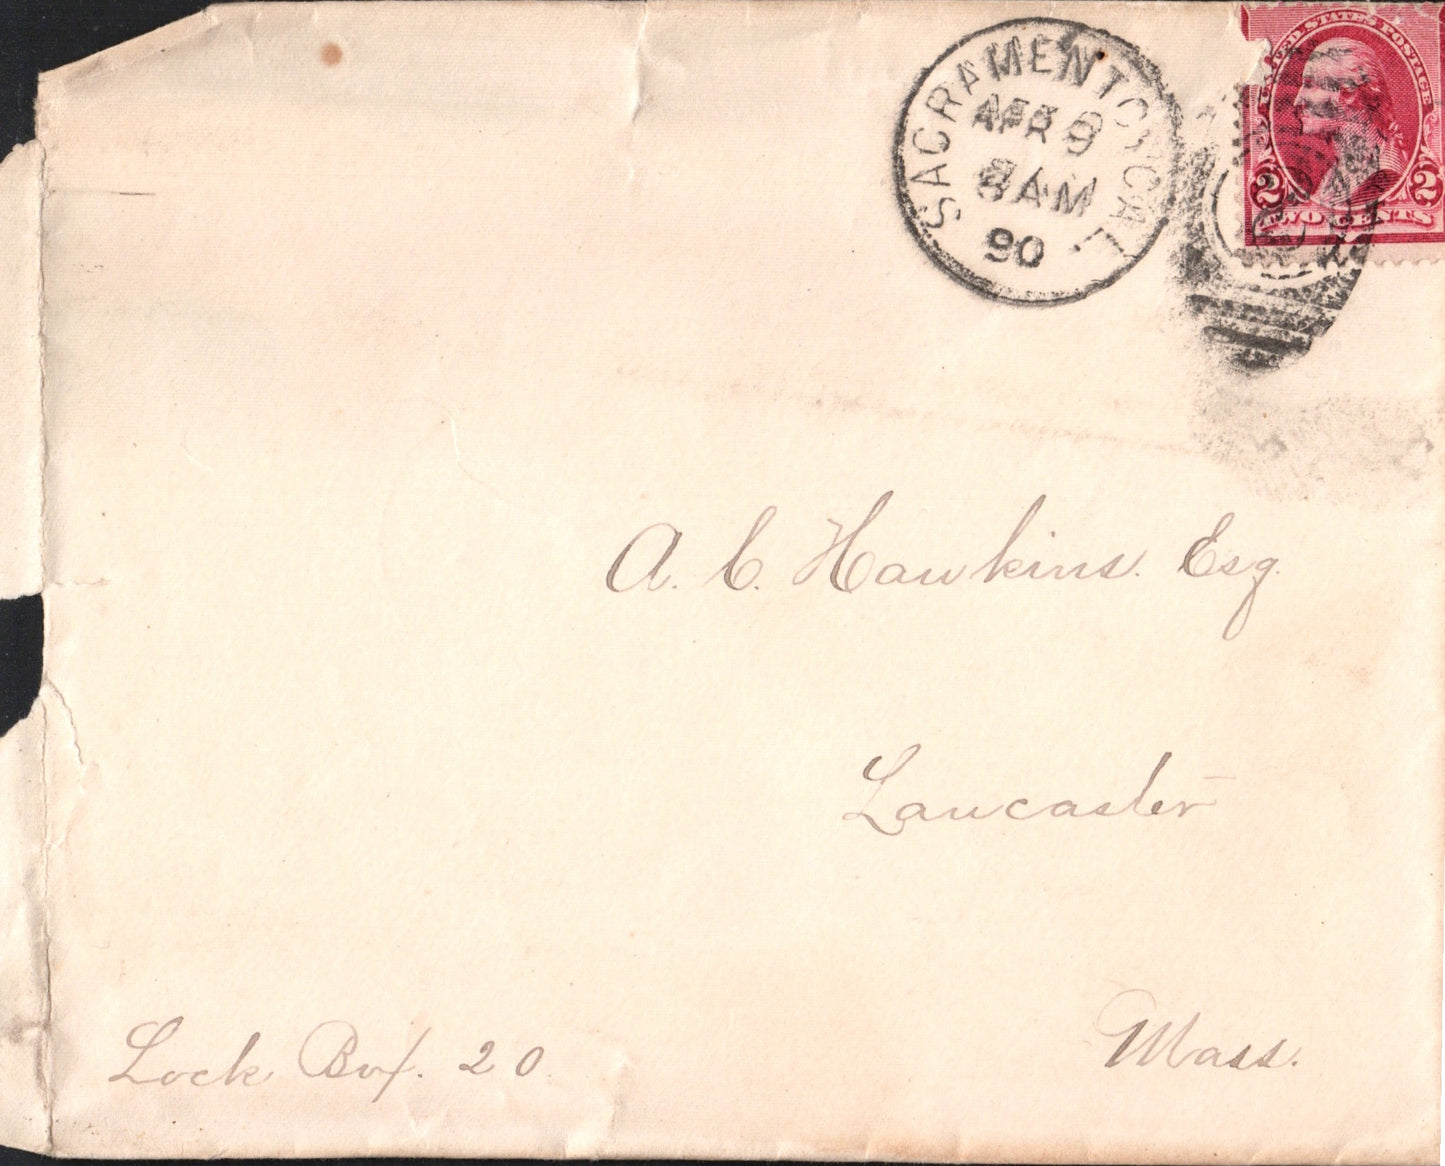 SACRAMENTO, CAL.
APR 8
8 AM
90
UNITED STATES POSTAGE
2 2
TWO CENTS
A. C. Hawkins. Esq.
Lancaster
Mass.
Lock Box. 20